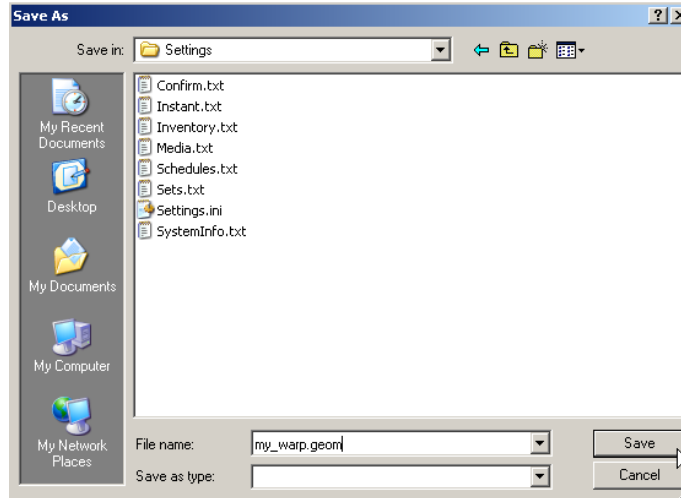 Save As
Save in: Settings
My Recent
Documents
Desktop
My Documents
My Computer
My Network
Places
Confirm.txt
Instant.txt
Inventory.txt
Media.txt
Schedules.txt
Sets.txt
Settings.ini
SystemInfo.txt
File name: my_warp.geom
Save
Save as type:
Cancel